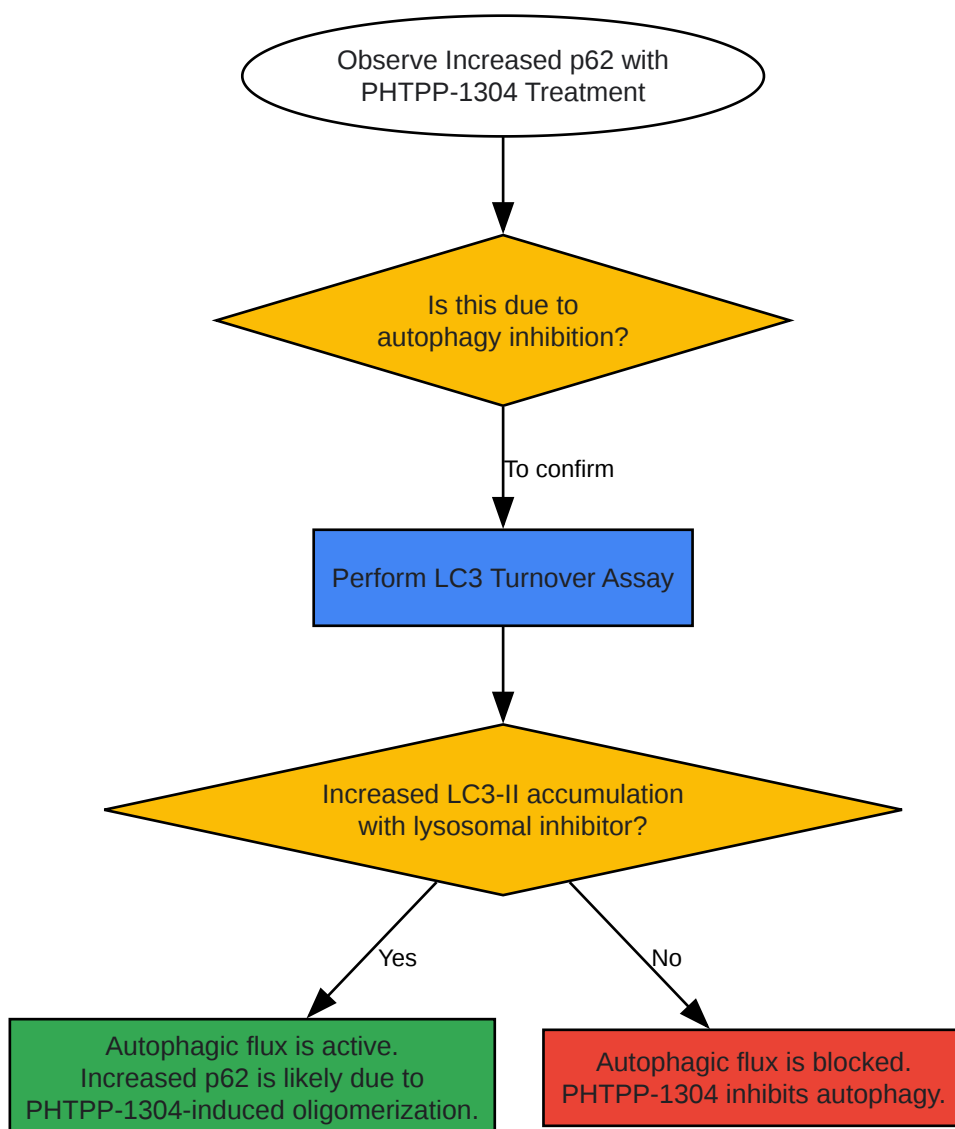 Observe Increased p62 with
PHTPP-1304 Treatment
Is this due to
autophagy inhibition?
To confirm
Perform LC3 Turnover Assay
Increased LC3-II accumulation
with lysosomal inhibitor?
Yes
No
Autophagic flux is active.
Increased p62 is likely due to
PHTPP-1304-induced oligomerization.
Autophagic flux is blocked.
PHTPP-1304 inhibits autophagy.